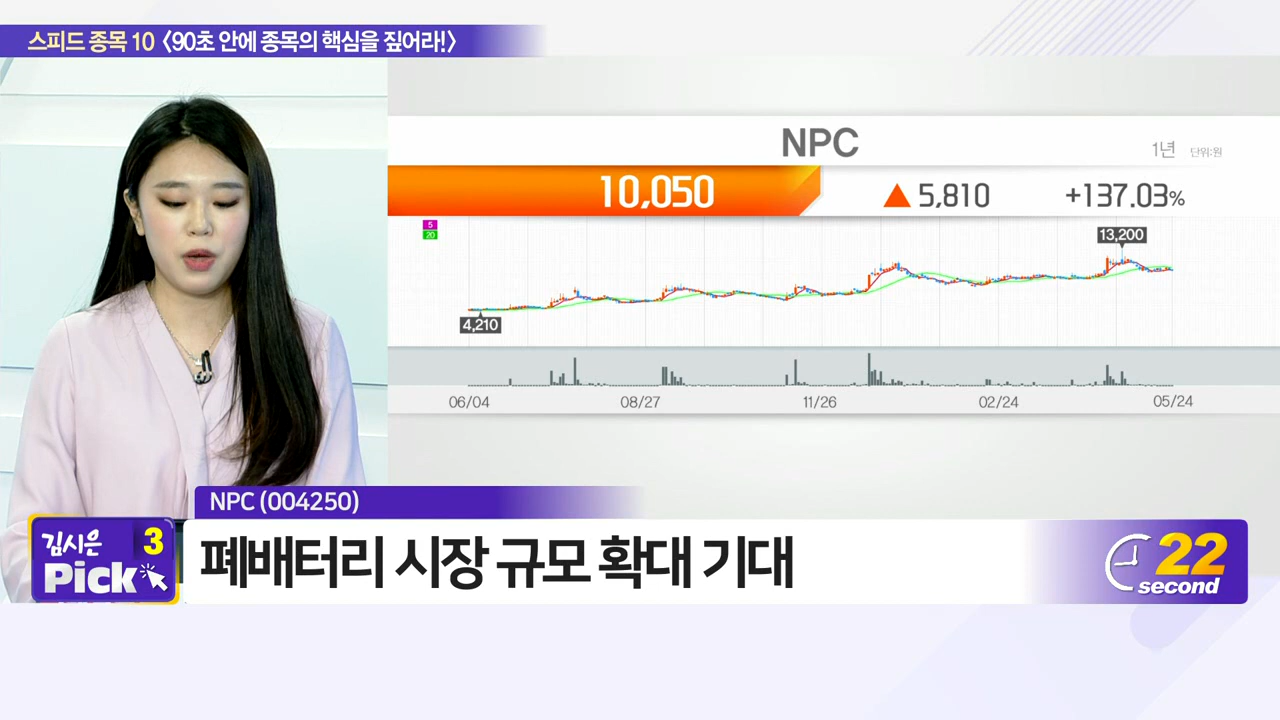 스피드 종목 10 〈90초 안에 종목의 핵심을 짚어라!〉
NPC
1년 단위:원
10,050 ▲ 5,810 +137.03%
5
20
13,200
4,210
06/04 08/27 11/26 02/24 05/24
NPC (004250)
김시은 3
Pick
폐배터리 시장 규모 확대 기대
22
second